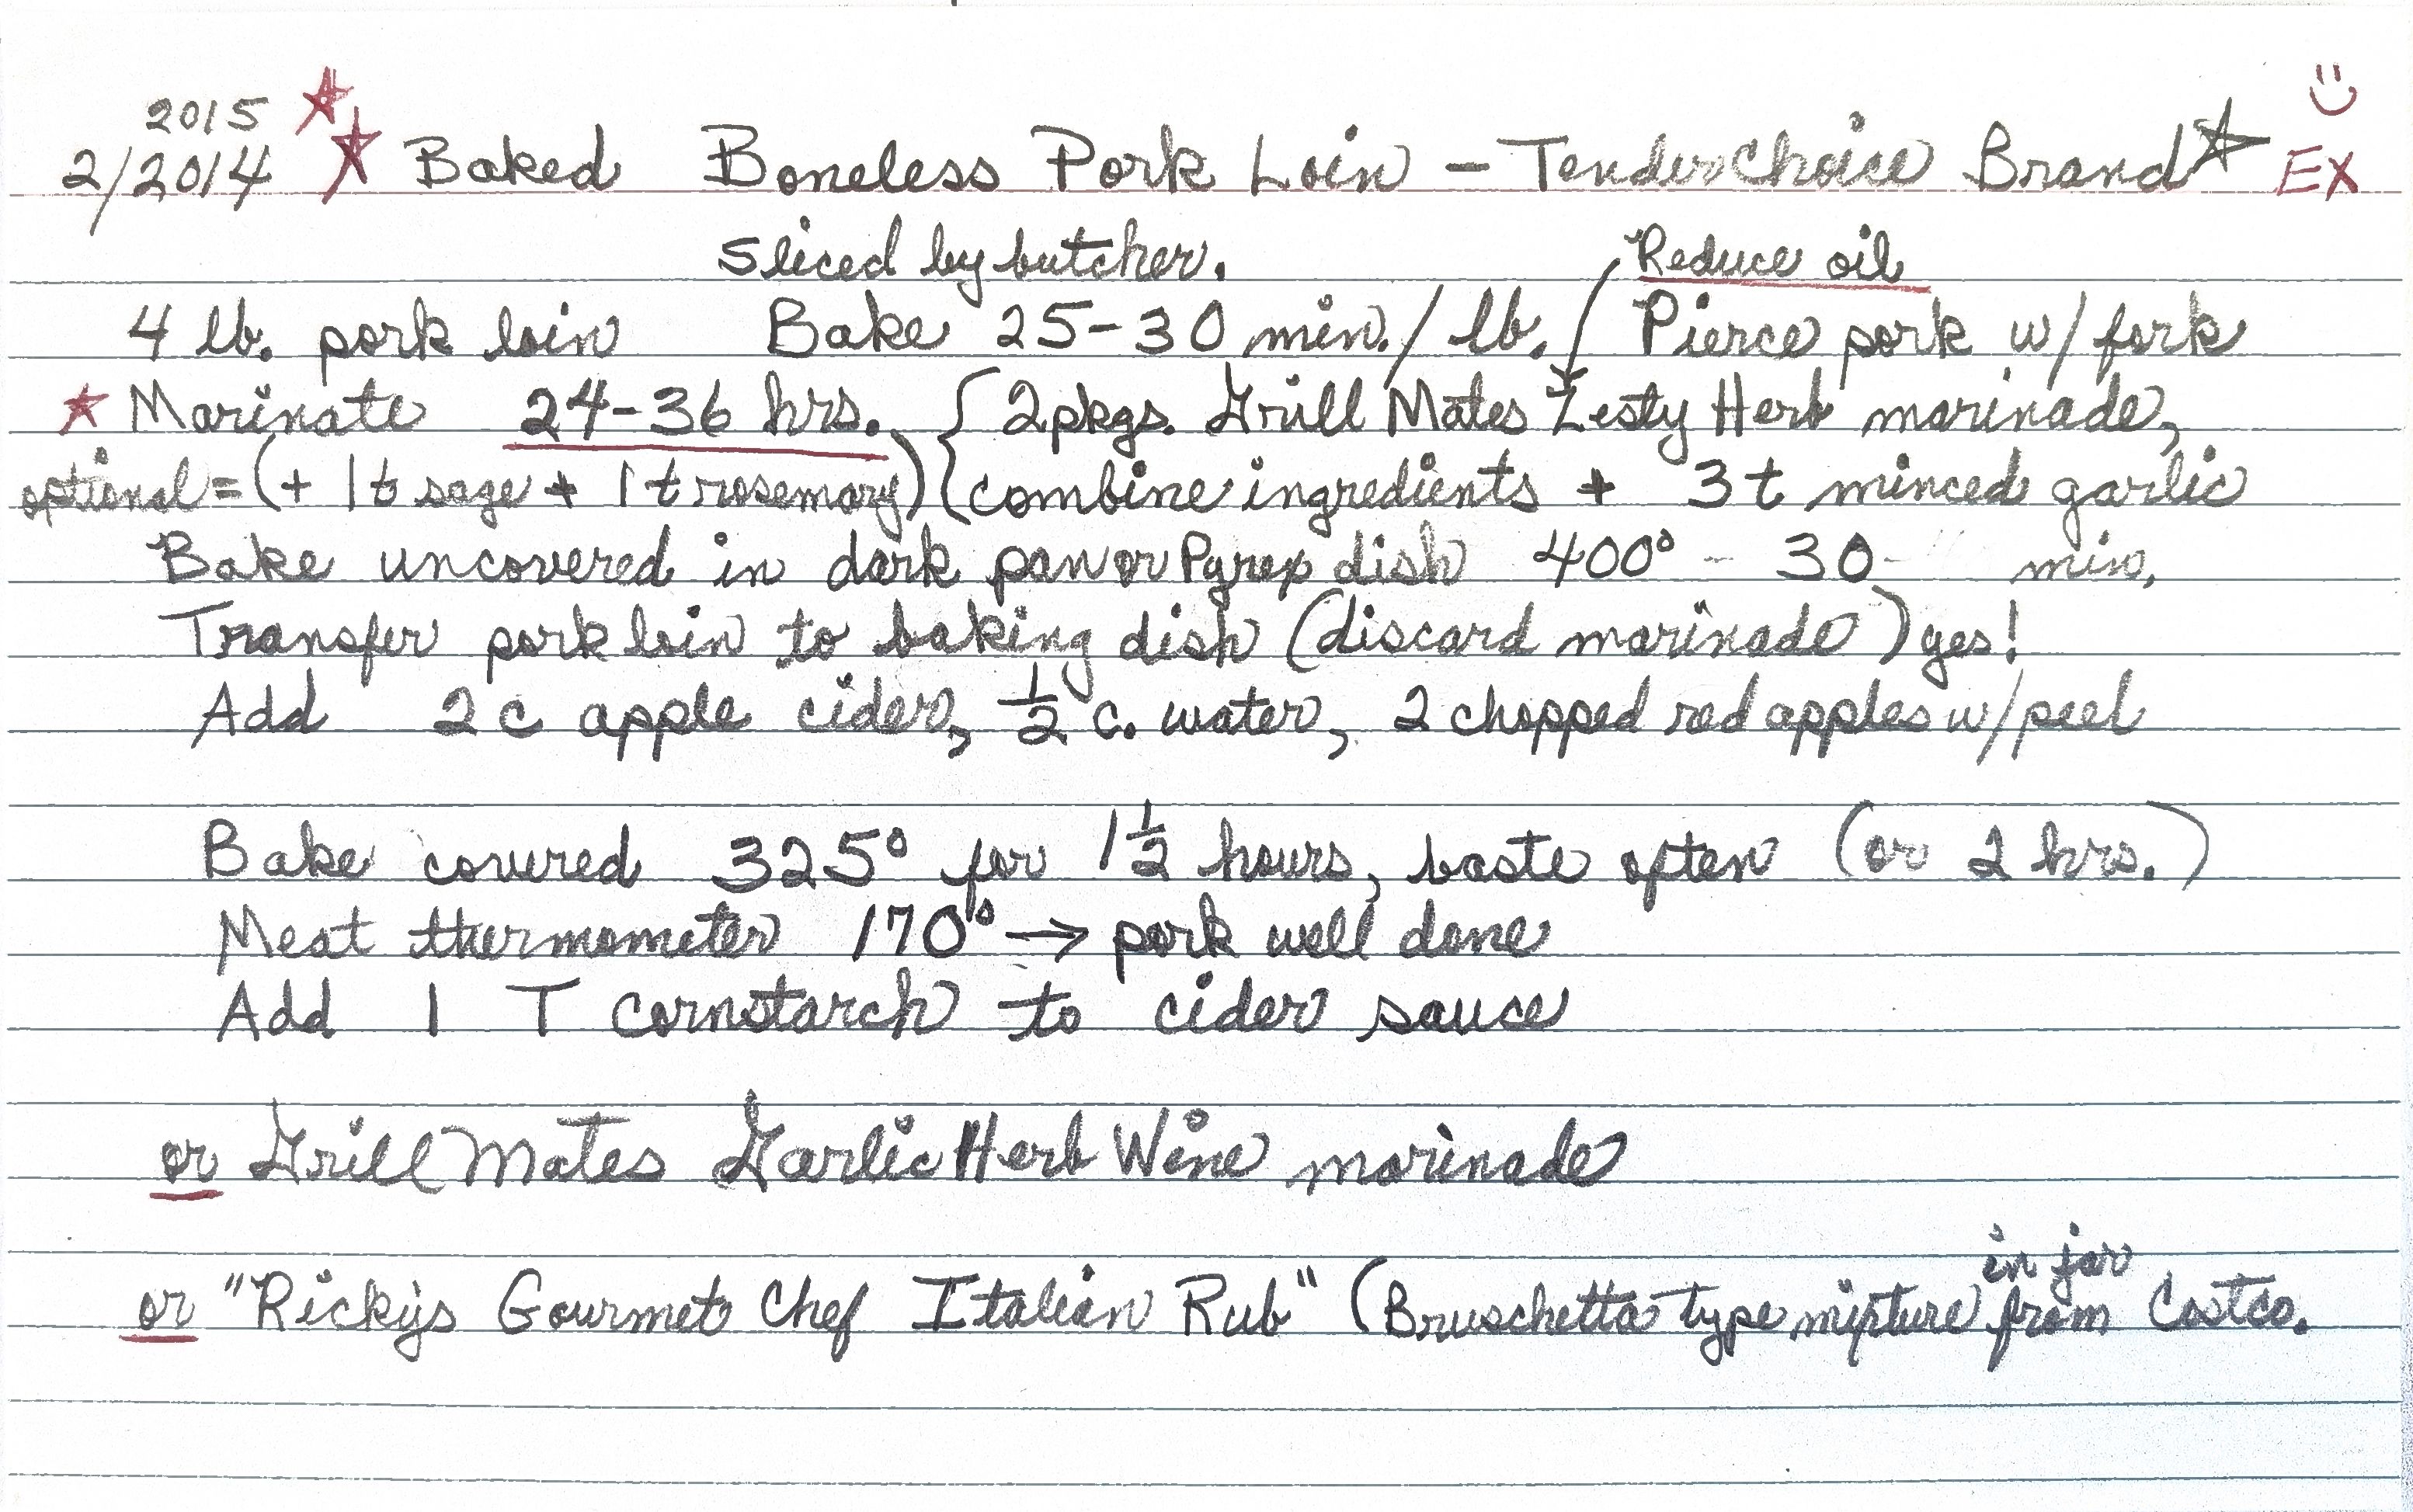 2015
2/2014 Baked Boneless Pork Loin - TenderChoice Brand EX
Sliced by butcher. Reduce oil
4 lb. pork loin Bake 25-30 min./lb. Pierce pork w/ fork
Marinate 24-36 hrs. { 2 pkgs. Grill Mates Zesty Herb marinade,
optional = (+ 1 t sage + 1 t rosemary) { combine ingredients + 3 t minced garlic
Bake uncovered in dark pan or Pyrex dish 400° - 30 min.
Transfer pork loin to baking dish (discard marinade) yes!
Add 2 c apple cider, 1/2 c. water, 2 chopped red apples w/peel
Bake covered 325° for 1 1/2 hours, baste often (or 2 hrs.)
Meat thermometer 170° → pork well done
Add 1 T cornstarch to cider sauce
or Grill Mates Garlic Herb Wine marinade
in jar
or "Ricky's Gourmet Chef Italian Rub" (Bruschetta type mixture from Costco.